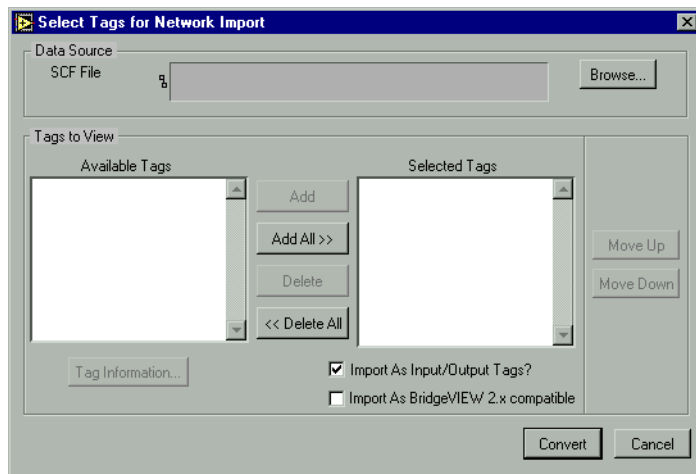 Select Tags for Network Import
Data Source
SCF File
Browse...
Tags to View
Available Tags
Selected Tags
Add
Add All >>
Delete
<< Delete All
Move Up
Move Down
Tag Information...
Import As Input/Output Tags?
Import As BridgeVIEW 2.x compatible
Convert
Cancel